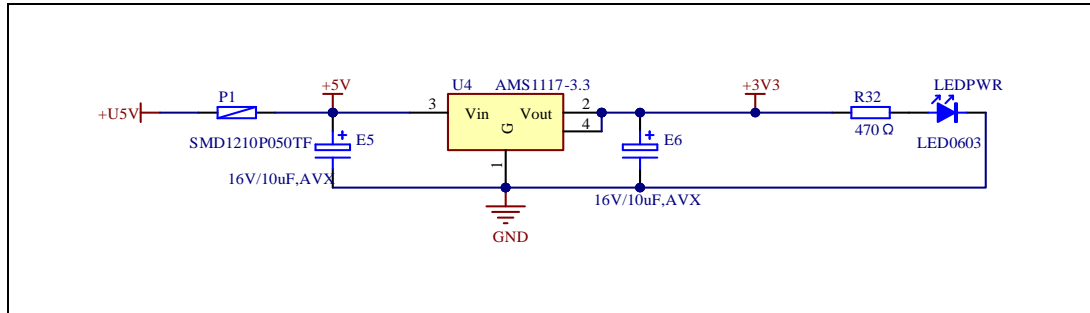 U4 AMS1117-3.3
+5V
+3V3
LEDPWR
P1
R32
+U5V
3
Vin
Vout
2
4
G
1
SMD1210P050TF
E5
E6
470Ω
LED0603
16V/10uF,AVX
16V/10uF,AVX
GND